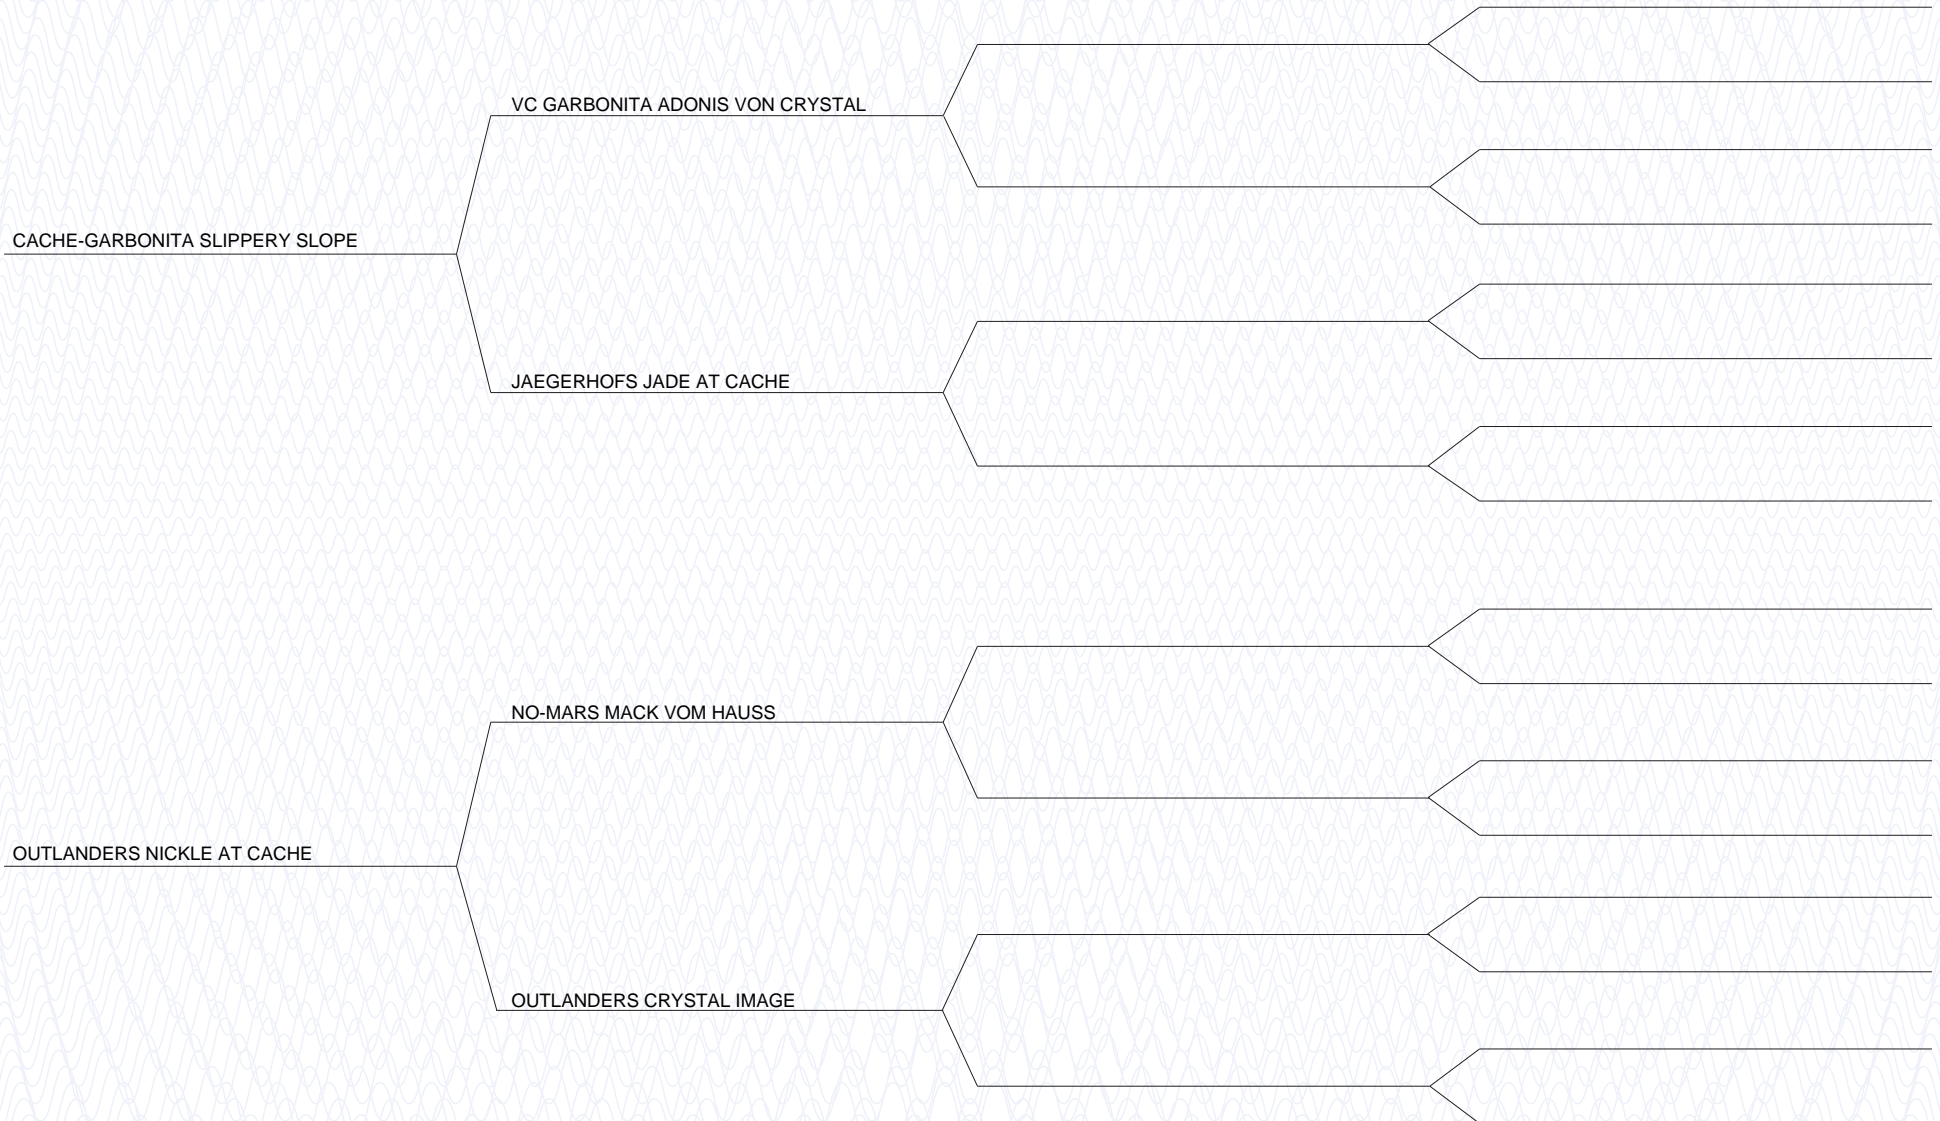 VC GARBONITA ADONIS VON CRYSTAL
CACHE-GARBONITA SLIPPERY SLOPE
JAEGERHOFS JADE AT CACHE
NO-MARS MACK VOM HAUSS
OUTLANDERS NICKLE AT CACHE
OUTLANDERS CRYSTAL IMAGE